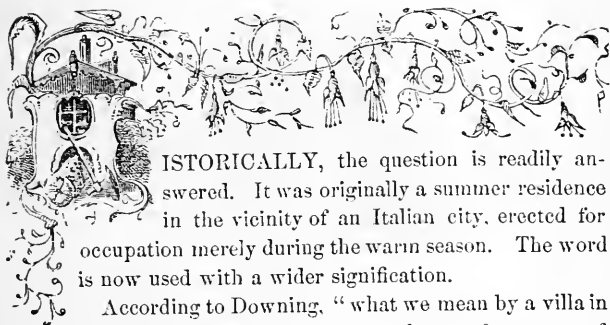 HISTORICALLY, the question is readily an-
swered. It was originally a summer residence
in the vicinity of an Italian city, erected for
occupation merely during the warm season. The word
is now used with a wider signification.
According to Downing, “ what we mean by a villa in